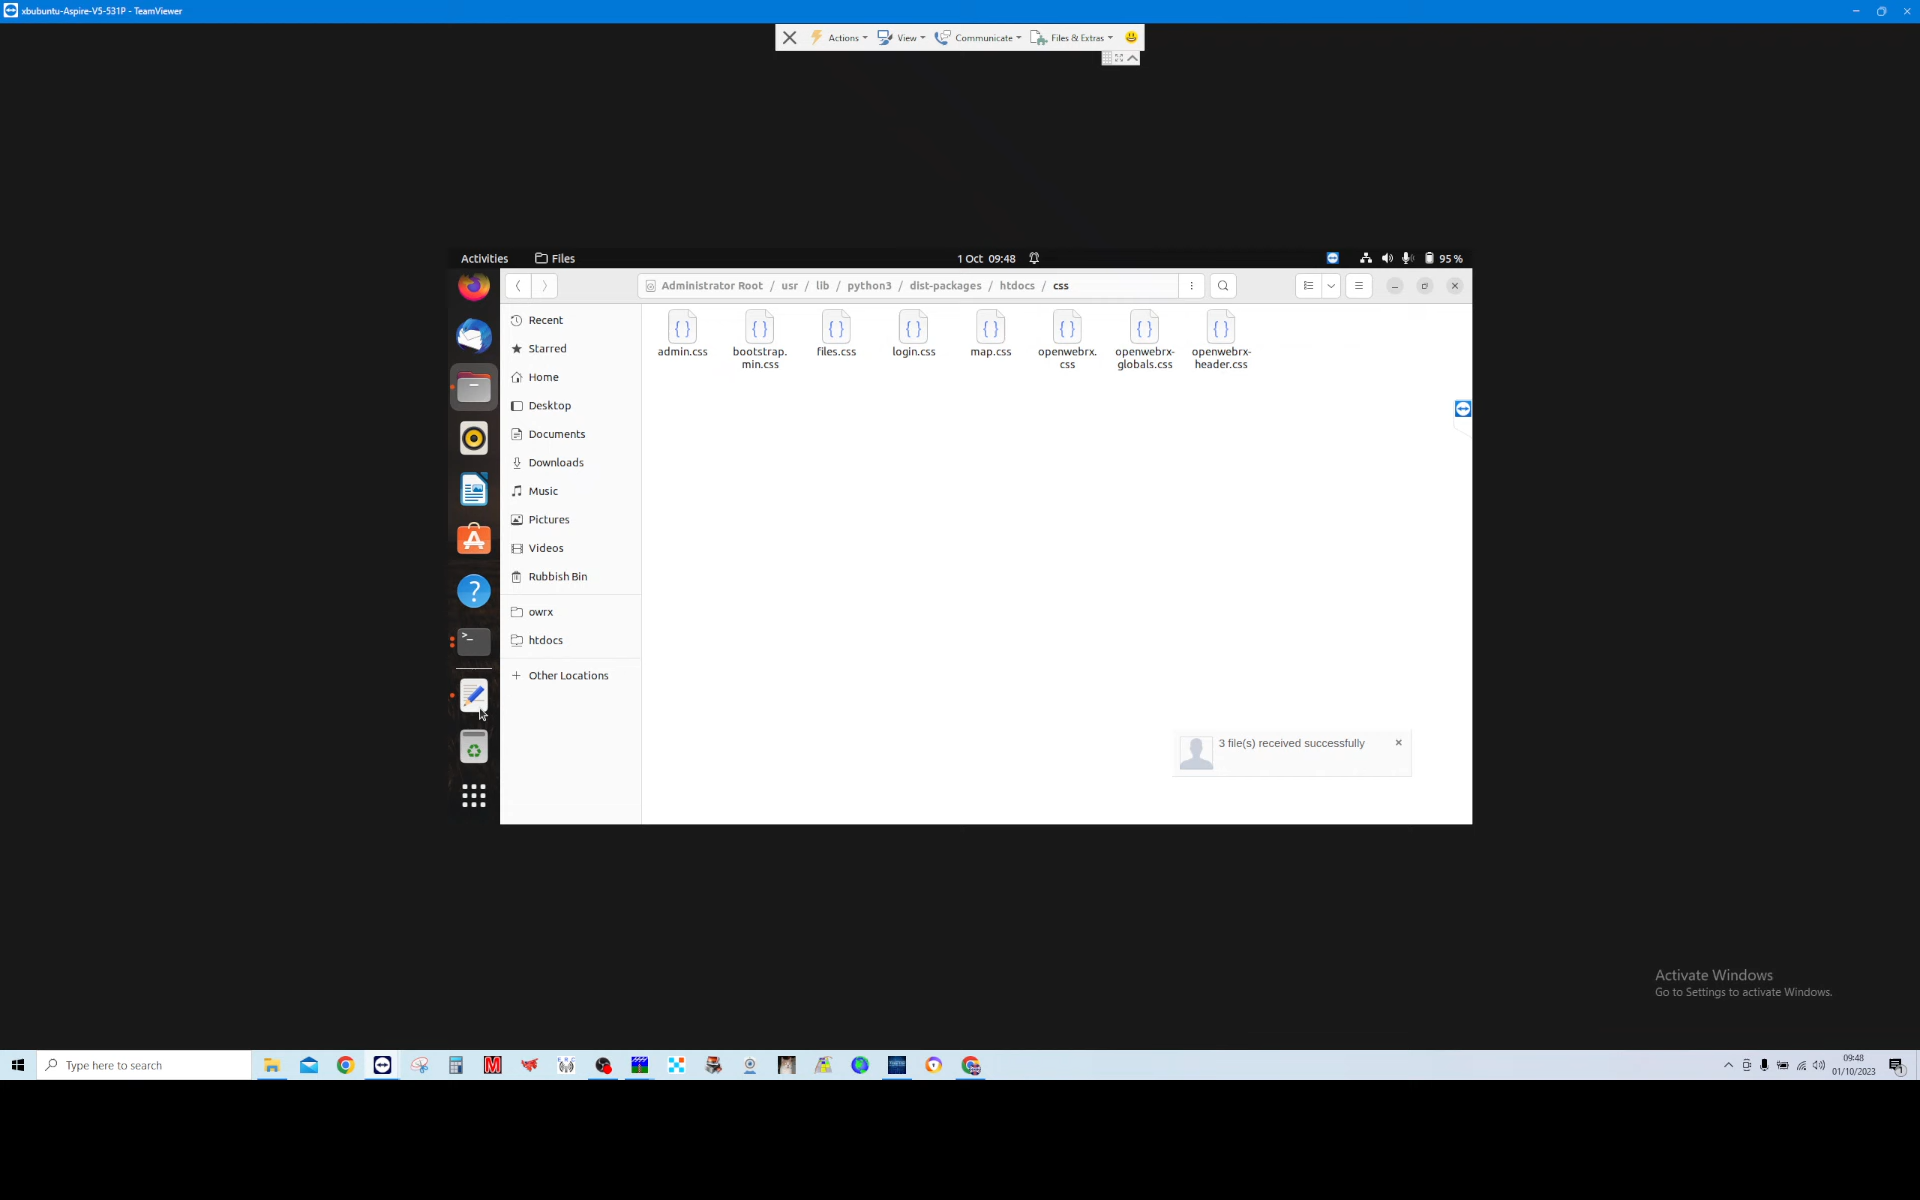 xbubuntu-Aspire-V5-531P - TeamViewer
Actions
View
Communicate
Files & Extras
Activities
Files
1 Oct 09:48
95 %
Administrator Root / usr / lib / python3 / dist-packages / htdocs / css
Recent
Starred
Home
Desktop
Documents
Downloads
Music
Pictures
Videos
Rubbish Bin
owrx
htdocs
Other Locations
admin.css
bootstrap.
min.css
files.css
login.css
map.css
openwebrx.
css
openwebrx-
globals.css
openwebrx-
header.css
3 file(s) received successfully
Activate Windows
Go to Settings to activate Windows.
Type here to search
09:48
01/10/2023